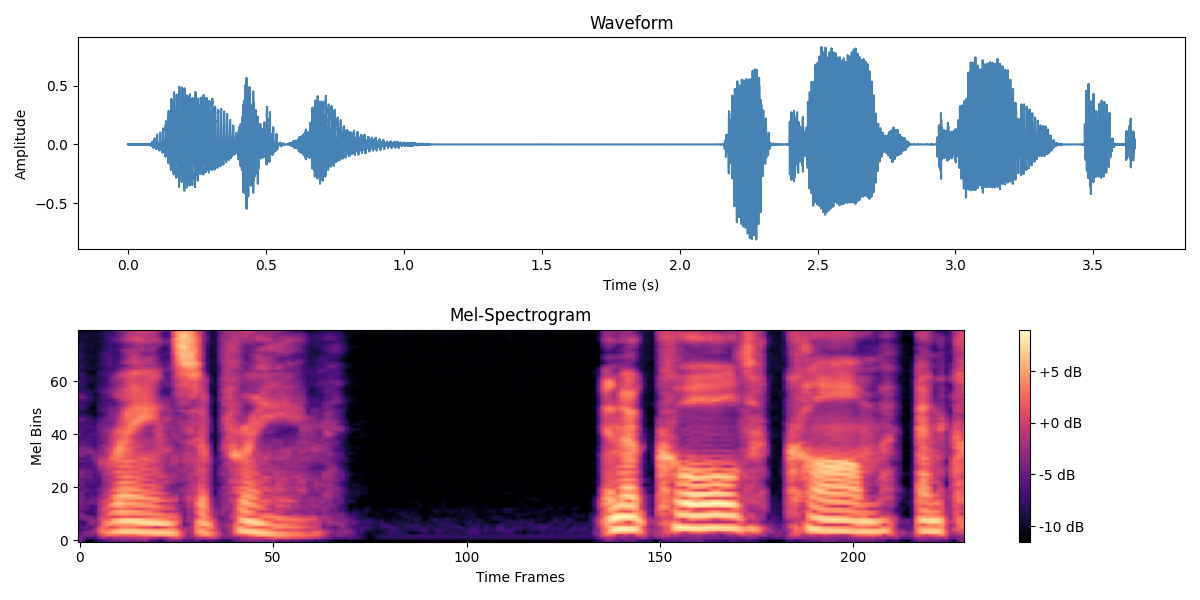 Waveform
0.5
0.0
−0.5
Amplitude
0.0 0.5 1.0 1.5 2.0 2.5 3.0 3.5
Time (s)
Mel-Spectrogram
60
40
20
0
Mel Bins
0 50 100 150 200
Time Frames
+5 dB
+0 dB
-5 dB
-10 dB